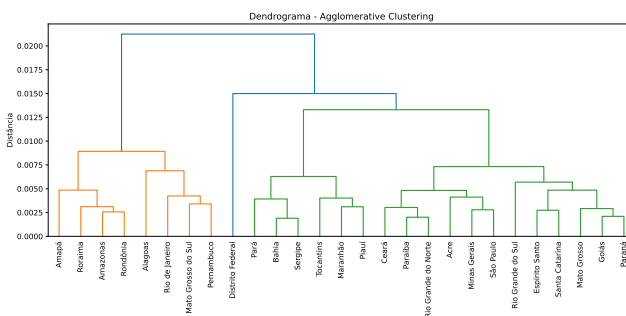 Dendrograma - Agglomerative Clustering
Distância
0.0200
0.0175
0.0150
0.0125
0.0100
0.0075
0.0050
0.0025
0.0000
Amapá
Roraima
Amazonas
Rondônia
Alagoas
Rio de Janeiro
Mato Grosso do Sul
Pernambuco
Distrito Federal
Pará
Bahia
Sergipe
Tocantins
Maranhão
Piauí
Ceará
Paraíba
Rio Grande do Norte
Acre
Minas Gerais
São Paulo
Rio Grande do Sul
Espírito Santo
Santa Catarina
Mato Grosso
Goiás
Paraná